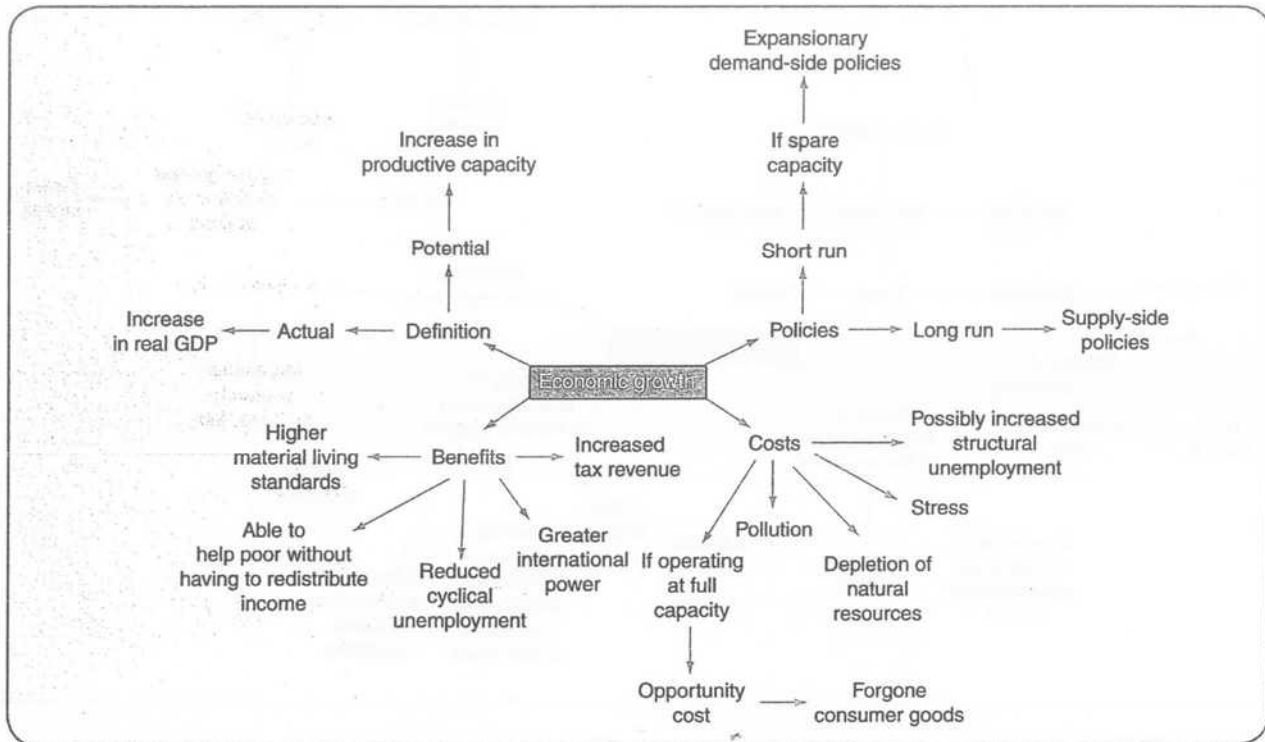 Expansionary
demand-side policies
Increase in
productive capacity
If spare
capacity
Potential
Short run
Increase
in real GDP
Actual
Definition
Policies
Long run
Supply-side
policies
Economic growth
Higher
material living
standards
Benefits
Increased
tax revenue
Costs
Possibly increased
structural
unemployment
Able to
help poor without
having to redistribute
income
Reduced
cyclical
unemployment
Greater
international
power
If operating
at full
capacity
Pollution
Depletion of
natural
resources
Stress
Opportunity
cost
Forgone
consumer goods